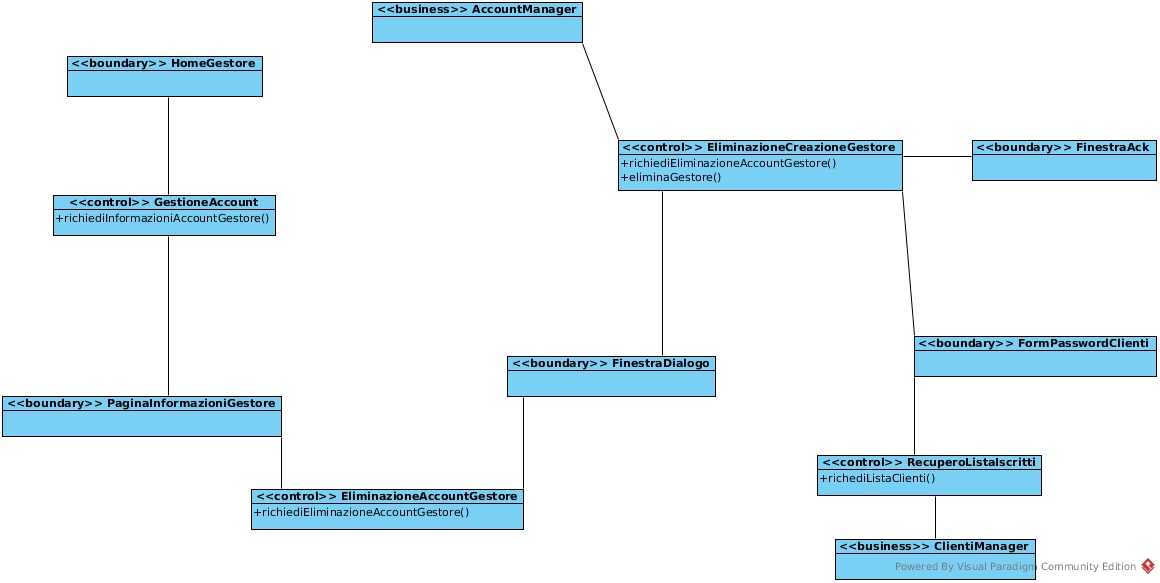 <<business>> AccountManager
<<boundary>> HomeGestore
<<control>> EliminazioneCreazioneGestore
+richiediEliminazioneAccountGestore()
+eliminaGestore()
<<boundary>> FinestraAck
<<control>> GestioneAccount
+richiediInformazioniAccountGestore()
<<boundary>> FormPasswordClienti
<<boundary>> FinestraDialogo
<<boundary>> PaginaInformazioniGestore
<<control>> RecuperoListaIscritti
+richediListaClienti()
<<control>> EliminazioneAccountGestore
+richiediEliminazioneAccountGestore()
<<business>> ClientiManager
Powered By Visual Paradigm Community Edition